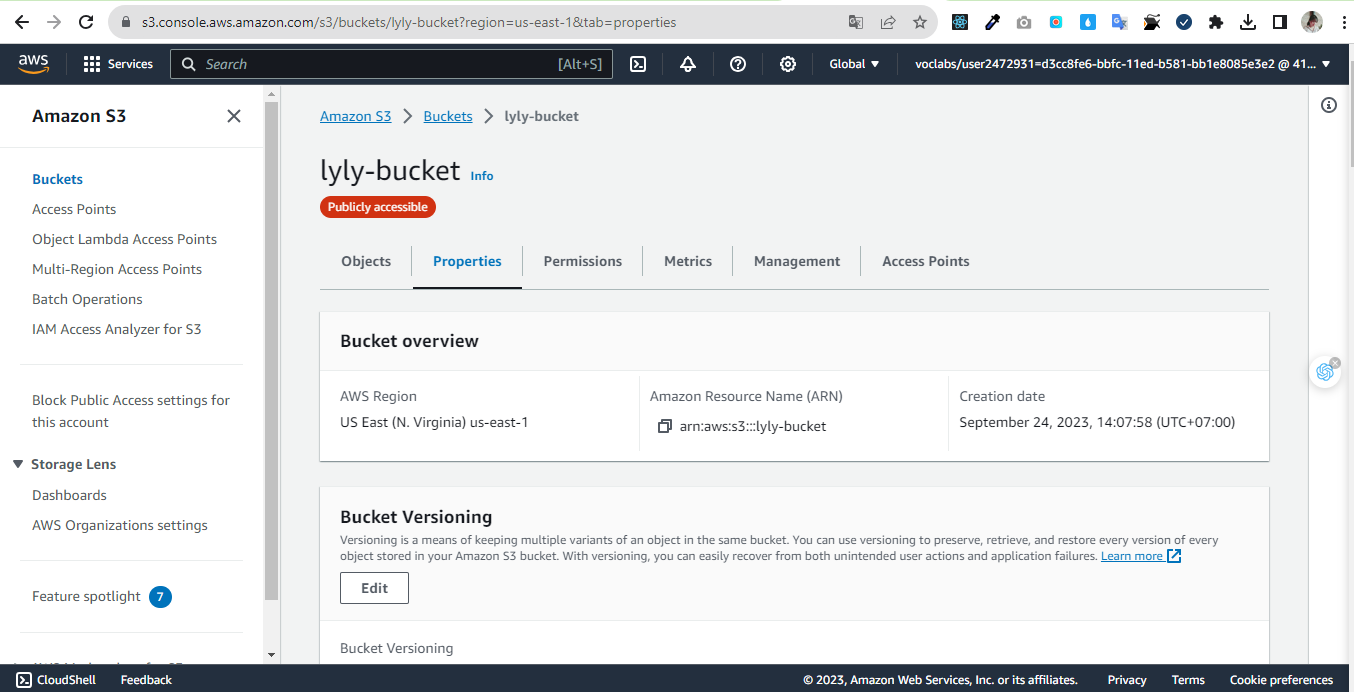 s3.console.aws.amazon.com/s3/buckets/lyly-bucket?region=us-east-1&tab=properties
aws
Services
Search
[Alt+S]
Global
voclabs/user2472931=d3cc8fe6-bbfc-11ed-b581-bb1e8085e3e2 @ 41...
Amazon S3
Buckets
Access Points
Object Lambda Access Points
Multi-Region Access Points
Batch Operations
IAM Access Analyzer for S3
Block Public Access settings for
this account
Storage Lens
Dashboards
AWS Organizations settings
Feature spotlight 7
Amazon S3 > Buckets > lyly-bucket
lyly-bucket Info
Publicly accessible
Objects
Properties
Permissions
Metrics
Management
Access Points
Bucket overview
AWS Region
US East (N. Virginia) us-east-1
Amazon Resource Name (ARN)
arn:aws:s3:::lyly-bucket
Creation date
September 24, 2023, 14:07:58 (UTC+07:00)
Bucket Versioning
Versioning is a means of keeping multiple variants of an object in the same bucket. You can use versioning to preserve, retrieve, and restore every version of every
object stored in your Amazon S3 bucket. With versioning, you can easily recover from both unintended user actions and application failures. Learn more
Edit
Bucket Versioning
CloudShell
Feedback
© 2023, Amazon Web Services, Inc. or its affiliates.
Privacy
Terms
Cookie preferences